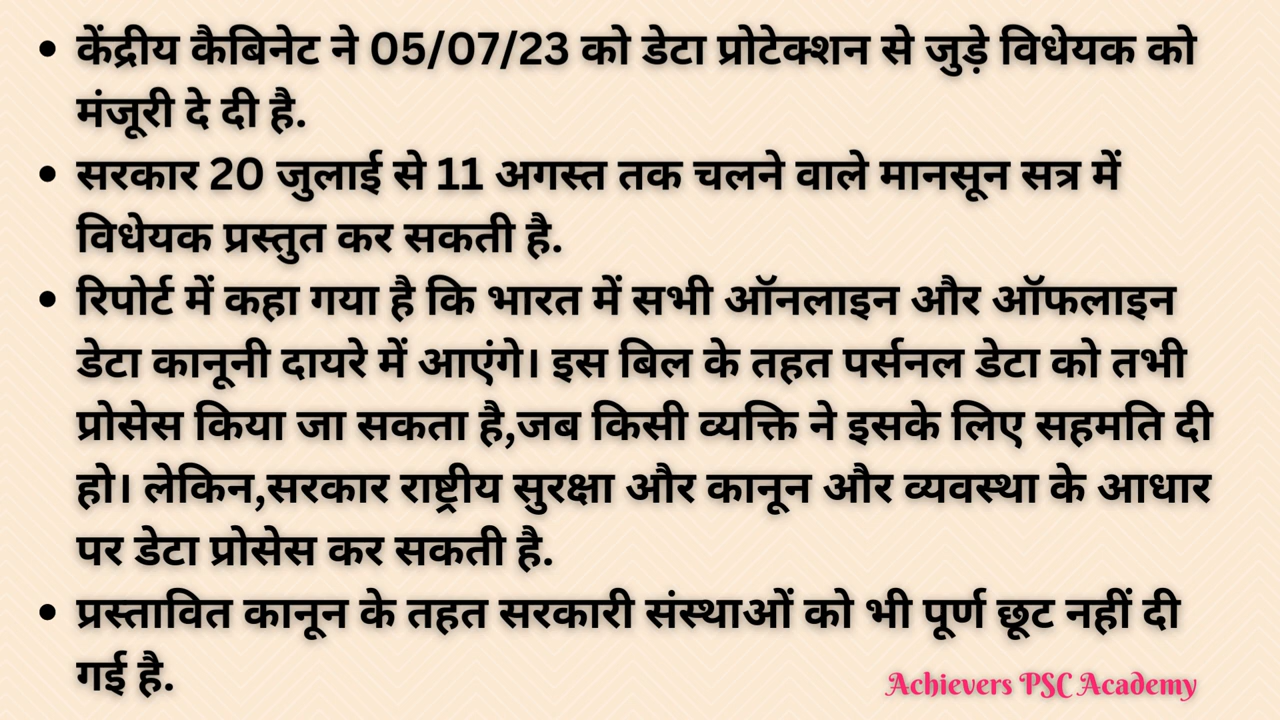 • केंद्रीय कैबिनेट ने 05/07/23 को डेटा प्रोटेक्शन से जुड़े विधेयक को
मंजूरी दे दी है.
• सरकार 20 जुलाई से 11 अगस्त तक चलने वाले मानसून सत्र में
विधेयक प्रस्तुत कर सकती है.
• रिपोर्ट में कहा गया है कि भारत में सभी ऑनलाइन और ऑफलाइन
डेटा कानूनी दायरे में आएंगे। इस बिल के तहत पर्सनल डेटा को तभी
प्रोसेस किया जा सकता है,जब किसी व्यक्ति ने इसके लिए सहमति दी
हो। लेकिन,सरकार राष्ट्रीय सुरक्षा और कानून और व्यवस्था के आधार
पर डेटा प्रोसेस कर सकती है.
• प्रस्तावित कानून के तहत सरकारी संस्थाओं को भी पूर्ण छूट नहीं दी
गई है.
Achievers PSC Academy